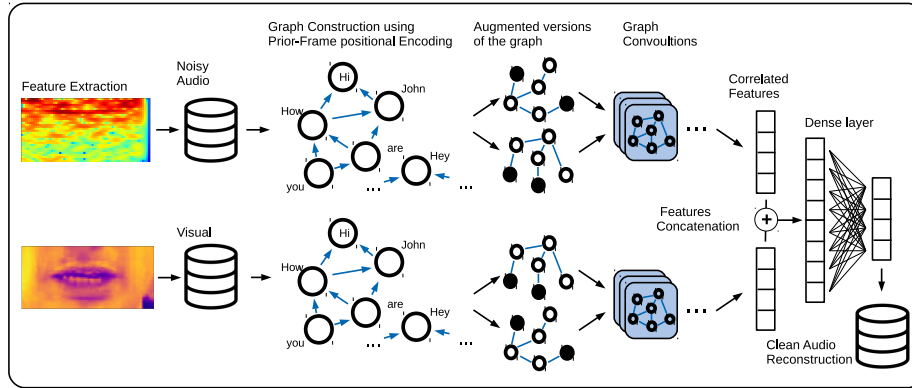 Graph Construction using
Prior-Frame positional Encoding
Augmented versions
of the graph
Graph
Convoultions
Feature Extraction
Noisy
Audio
Hi
John
How
are
Hey
you
...
...
...
Correlated
Features
Dense layer
Features
Concatenation
+
Visual
Hi
John
How
are
Hey
you
...
...
...
Clean Audio
Reconstruction